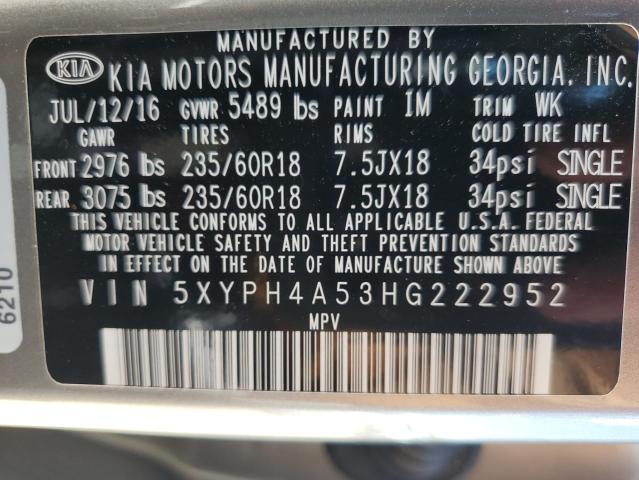 MANUFACTURED BY
KIA KIA MOTORS MANUFACTURING GEORGIA, INC.
JUL/12/16 GVWR 5489 lbs PAINT IM TRIM WK
GAWR TIRES RIMS COLD TIRE INFL
FRONT 2976 lbs 235/60R18 7.5JX18 34psi SINGLE
REAR 3075 lbs 235/60R18 7.5JX18 34psi SINGLE
THIS VEHICLE CONFORMS TO ALL APPLICABLE U.S.A. FEDERAL
MOTOR VEHICLE SAFETY AND THEFT PREVENTION STANDARDS
IN EFFECT ON THE DATE OF MANUFACTURE SHOWN ABOVE
VIN 5XYPH4A53HG222952
MPV
6210